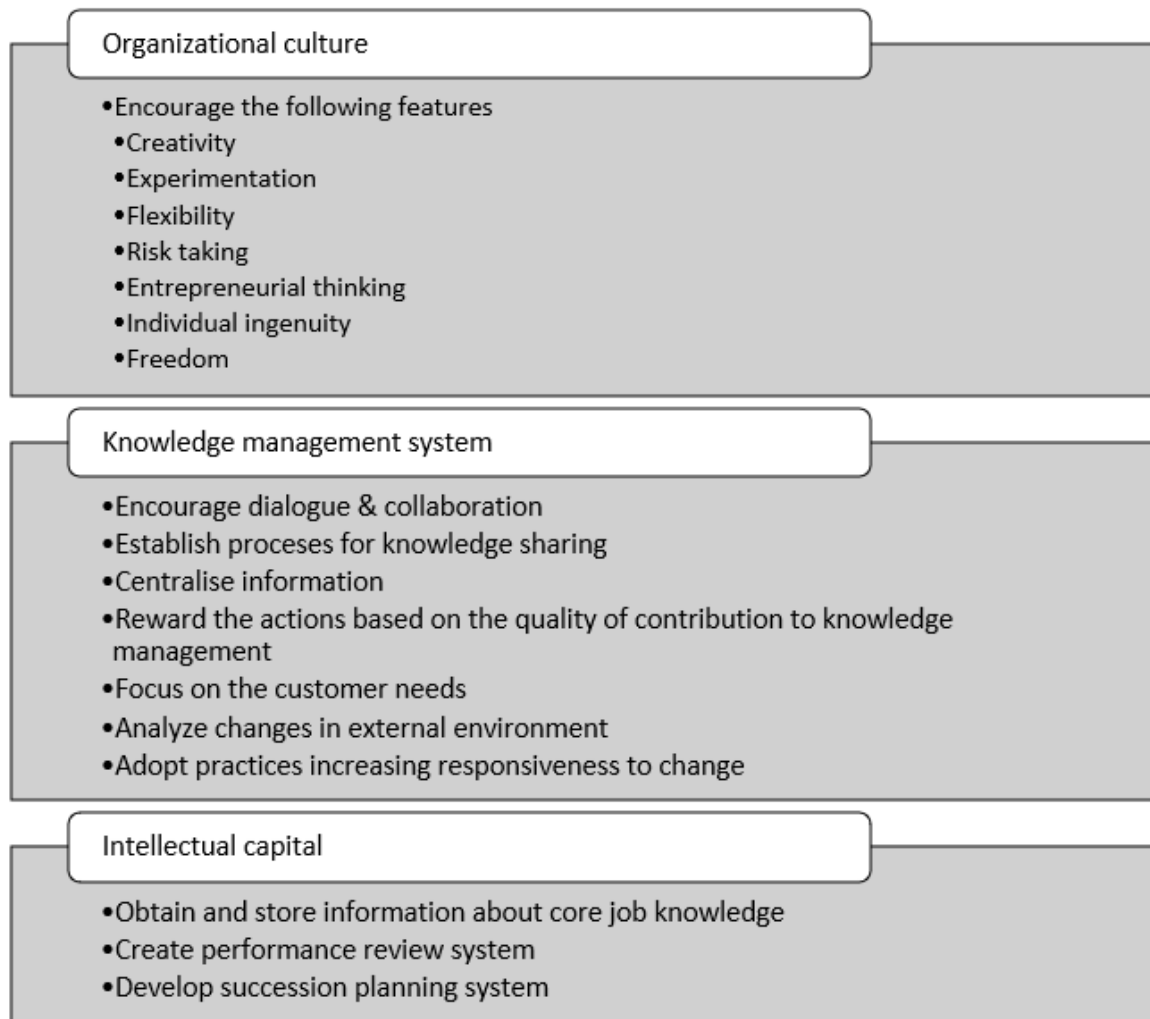 Organizational culture
•Encourage the following features
•Creativity
•Experimentation
•Flexibility
•Risk taking
•Entrepreneurial thinking
•Individual ingenuity
•Freedom
Knowledge management system
•Encourage dialogue & collaboration
•Establish proceses for knowledge sharing
•Centralise information
•Reward the actions based on the quality of contribution to knowledge
management
•Focus on the customer needs
•Analyze changes in external environment
•Adopt practices increasing responsiveness to change
Intellectual capital
•Obtain and store information about core job knowledge
•Create performance review system
•Develop succession planning system